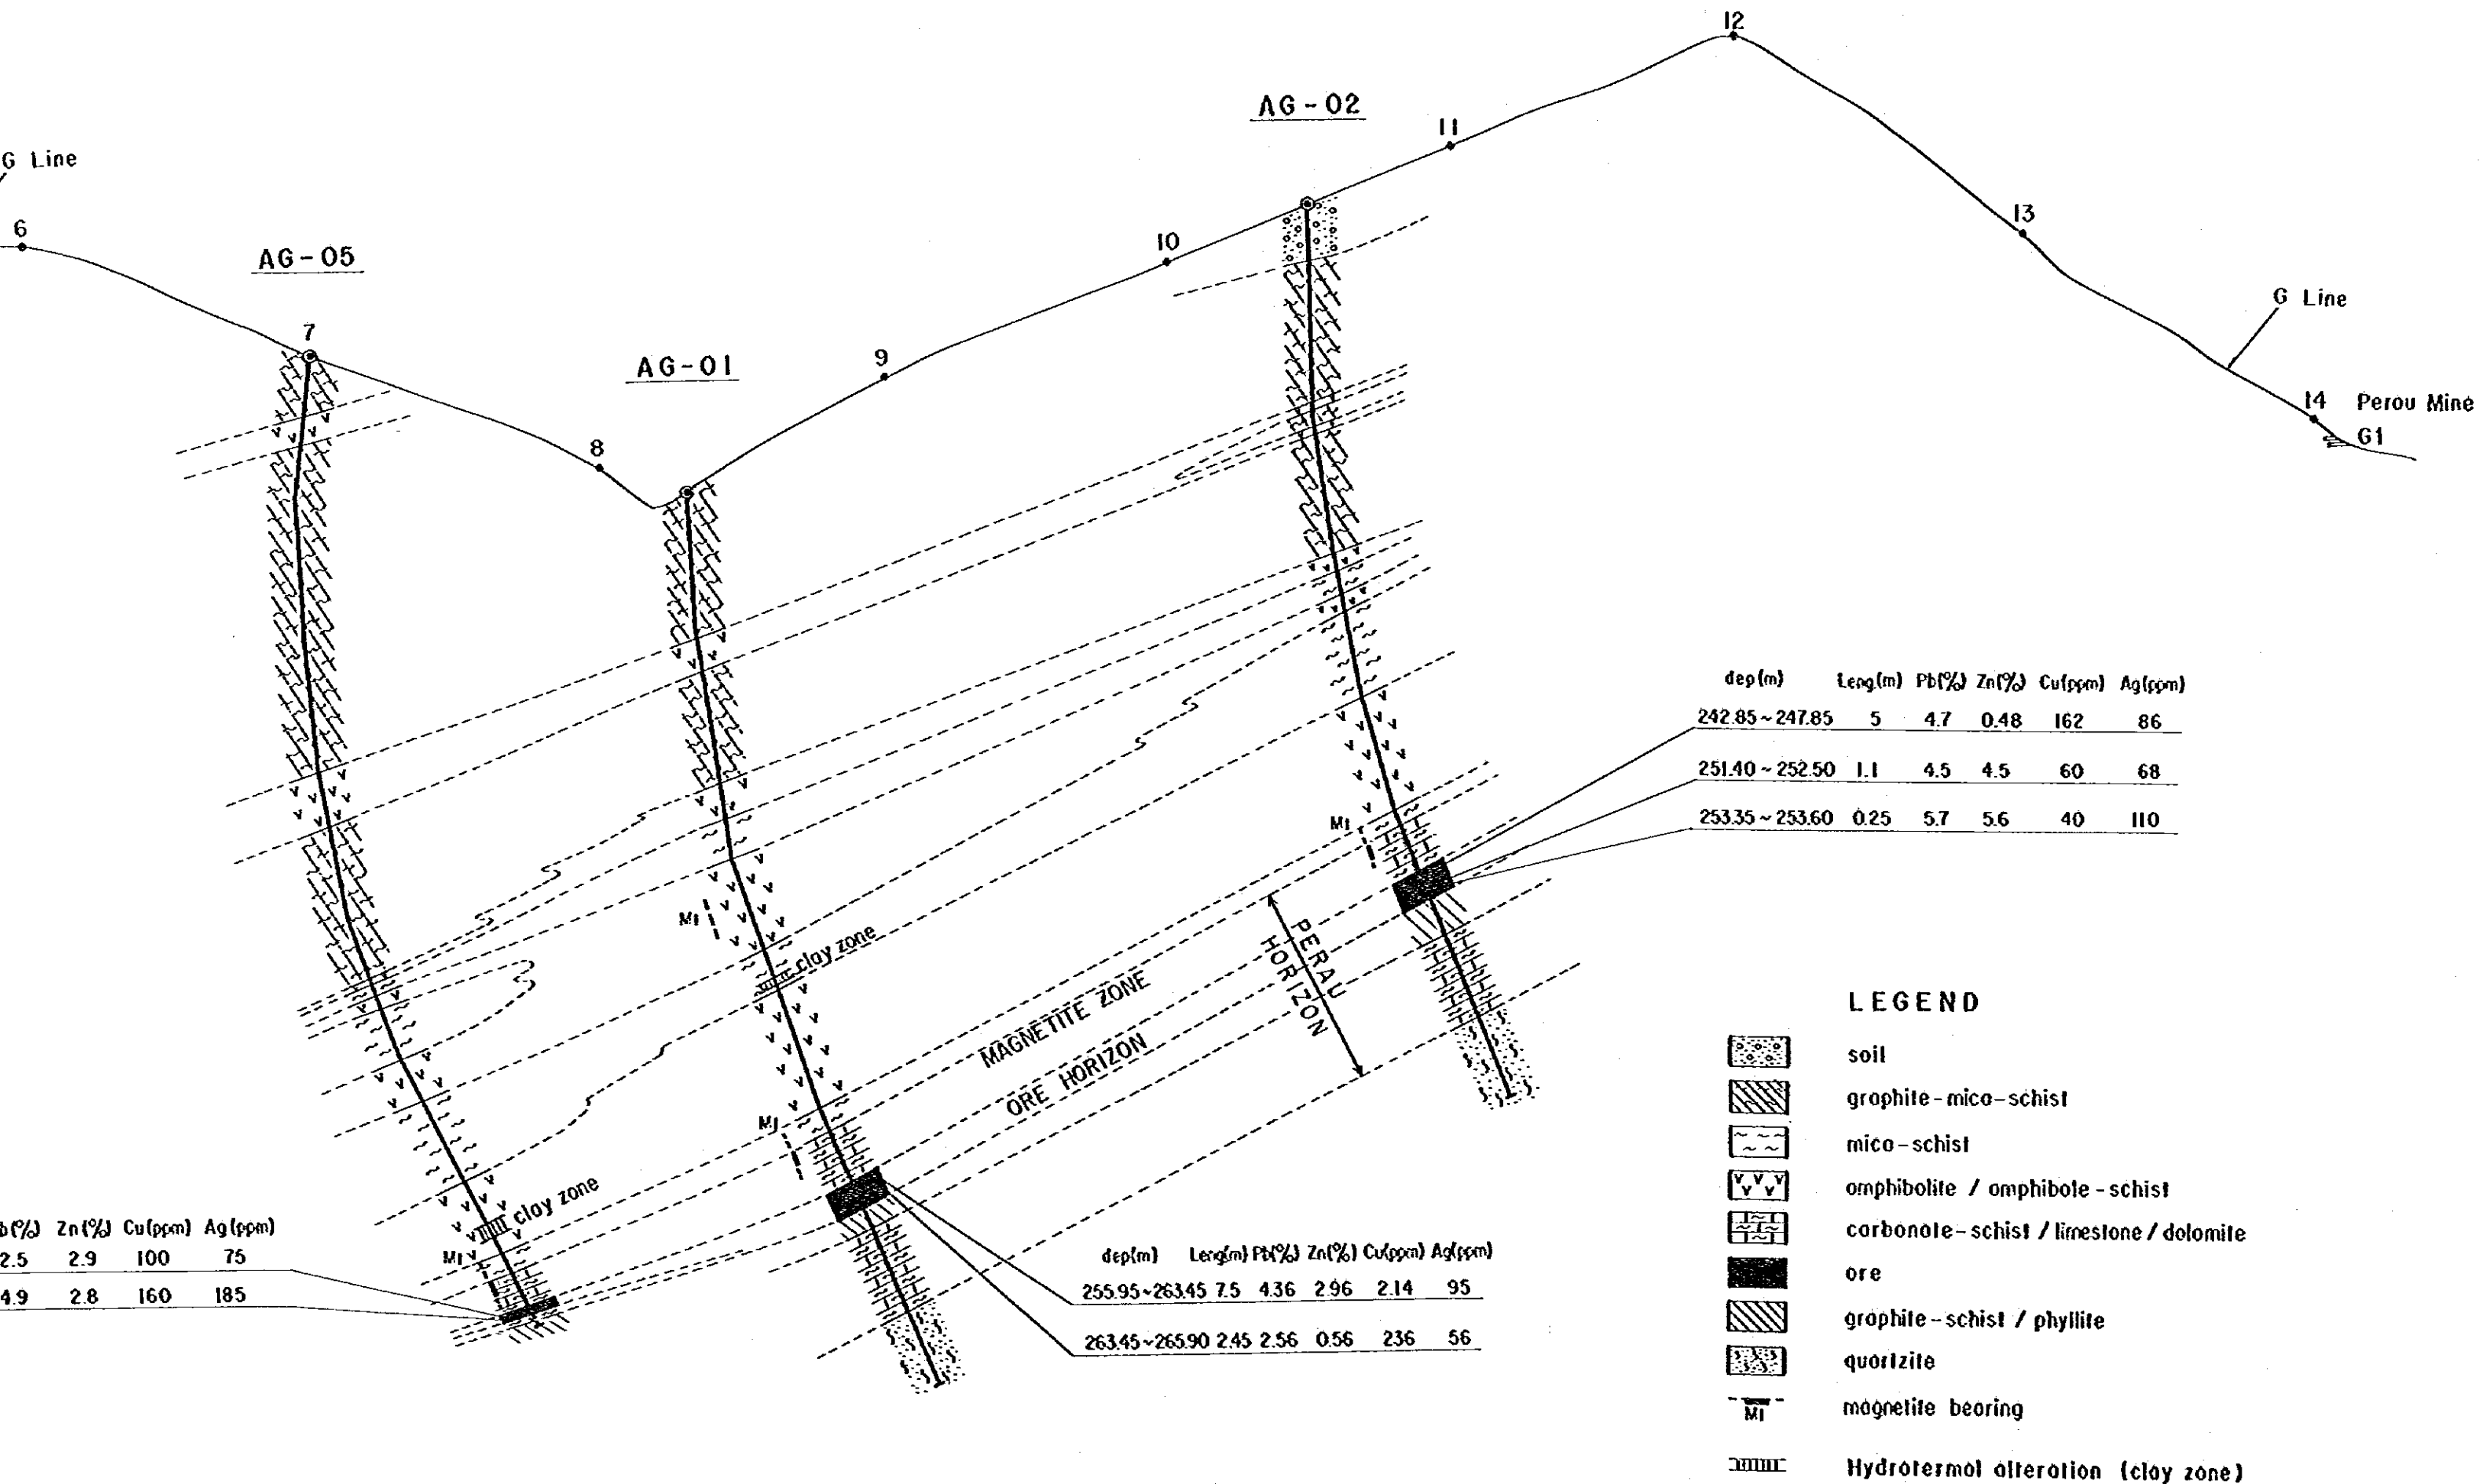 12
AG-02
11
G Line
6
AG-05
10
13
7
AG-01
9
G Line
8
14 Perou Mine
G1
dep(m) Leng.(m) Pb(%) Zn(%) Cu(ppm) Ag(ppm)
242.85~247.85 5 4.7 0.48 162 86
251.40~252.50 1.1 4.5 4.5 60 68
253.35~253.60 0.25 5.7 5.6 40 110
Mt
Mt
clay zone
PERAU
HORIZON
MAGNETITE ZONE
ORE HORIZON
Mt
clay zone
b(%) Zn(%) Cu(ppm) Ag(ppm)
2.5 2.9 100 75
4.9 2.8 160 185
Mt
dep(m) Leng(m) Pb(%) Zn(%) Cu(ppm) Ag(ppm)
255.95~263.45 7.5 4.36 2.96 2.14 95
263.45~265.90 2.45 2.56 0.56 236 56
LEGEND
soil
graphite-mica-schist
mica-schist
amphibolite / amphibole-schist
carbonate-schist / limestone / dolomite
ore
graphite-schist / phyllite
quartzite
Mt magnetite bearing
Hydrotermal alteration (clay zone)